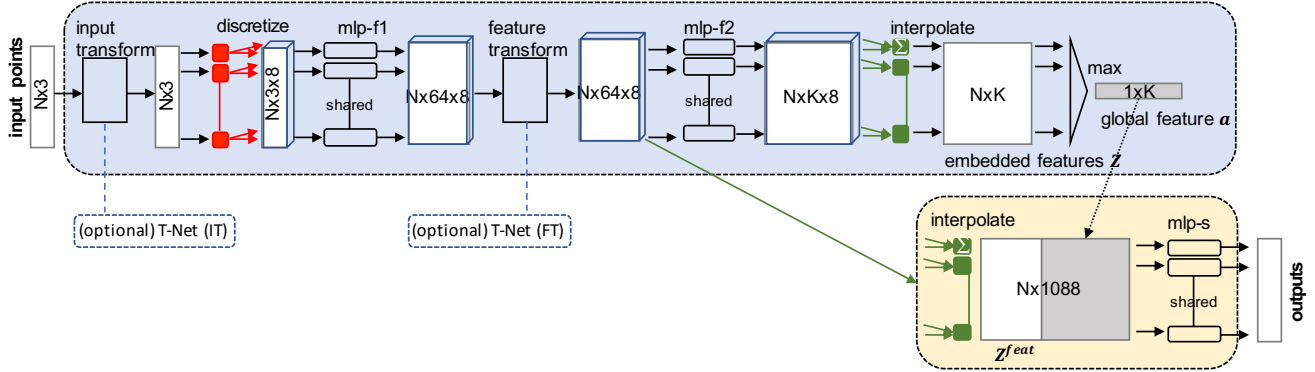 input points
Nx3
input
transform
Nx3
discretize
Nx3x8
mlp-f1
shared
Nx64x8
feature
transform
Nx64x8
mlp-f2
shared
NxKx8
interpolate
Σ
NxK
embedded features Z
max
1xK
global feature a
(optional) T-Net (IT)
(optional) T-Net (FT)
interpolate
Σ
Nx1088
Z^feat
mlp-s
shared
outputs